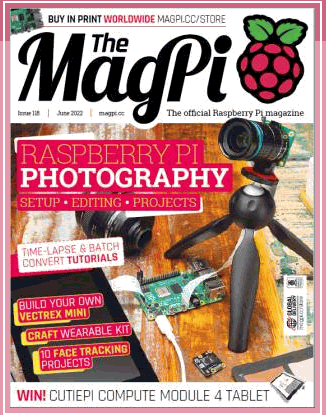 BUY IN PRINT WORLDWIDE MAGPI.CC/STORE
The
MagPi
Issue 118 | June 2022 | magpi.cc
The official Raspberry Pi magazine
RASPBERRY PI
PHOTOGRAPHY
SETUP • EDITING • PROJECTS
TIME-LAPSE & BATCH
CONVERT TUTORIALS
BUILD YOUR OWN
VECTREX MINI
CRAFT WEARABLE KIT
10 FACE TRACKING
PROJECTS
WIN! CUTIEPI COMPUTE MODULE 4 TABLET